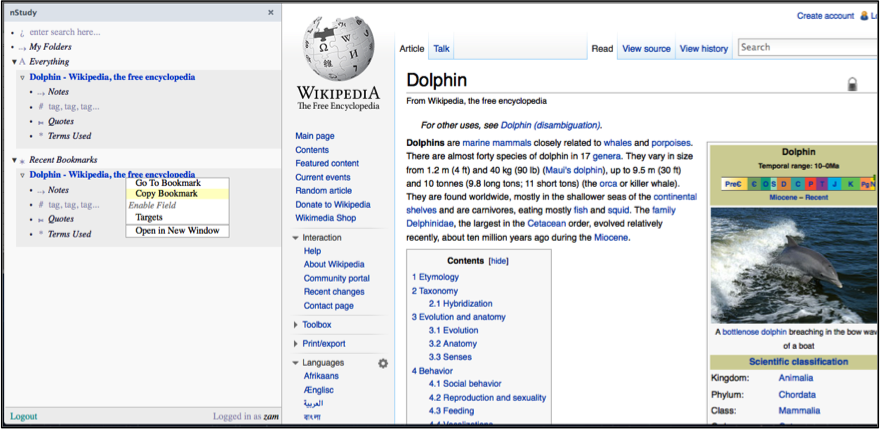 nStudy
×
¿ enter search here...
→ My Folders
▼ A Everything
▿ Dolphin - Wikipedia, the free encyclopedia
→ Notes
# tag, tag, tag...
Quotes
" Terms Used
▼ Recent Bookmarks
▿ Dolphin - Wikipedia, the free encyclopedia
→ Notes
# tag, tag, tag...
Quotes
" Terms Used
Go To Bookmark
Copy Bookmark
Enable Field
Targets
Open in New Window
Logout
Logged in as zam
WIKIPEDIA
The Free Encyclopedia
Main page
Contents
Featured content
Current events
Random article
Donate to Wikipedia
Wikimedia Shop
Interaction
Help
About Wikipedia
Community portal
Recent changes
Contact page
Toolbox
Print/export
Languages
Afrikaans
Ænglisc
العربية
বাংলা
Create account
Article Talk
Read View source View history
Search
Dolphin
From Wikipedia, the free encyclopedia
For other uses, see Dolphin (disambiguation).
Dolphins are marine mammals closely related to whales and porpoises.
There are almost forty species of dolphin in 17 genera. They vary in size
from 1.2 m (4 ft) and 40 kg (90 lb) (Maui's dolphin), up to 9.5 m (30 ft)
and 10 tonnes (9.8 long tons; 11 short tons) (the orca or killer whale).
They are found worldwide, mostly in the shallower seas of the continental
shelves and are carnivores, eating mostly fish and squid. The family
Delphinidae, the largest in the Cetacean order, evolved relatively
recently, about ten million years ago during the Miocene.
Contents [hide]
1 Etymology
2 Taxonomy
2.1 Hybridization
3 Evolution and anatomy
3.1 Evolution
3.2 Anatomy
3.3 Senses
4 Behavior
4.1 Social behavior
4.2 Reproduction and sexuality
4.3 Feeding
4.4 Vocalizations
Dolphin
Temporal range: 10–0Ma
PreЄ Є O S D C P T J K Pg N
Miocene – Recent
A bottlenose dolphin breaching in the bow wave
of a boat
Scientific classification
Kingdom: Animalia
Phylum: Chordata
Class: Mammalia